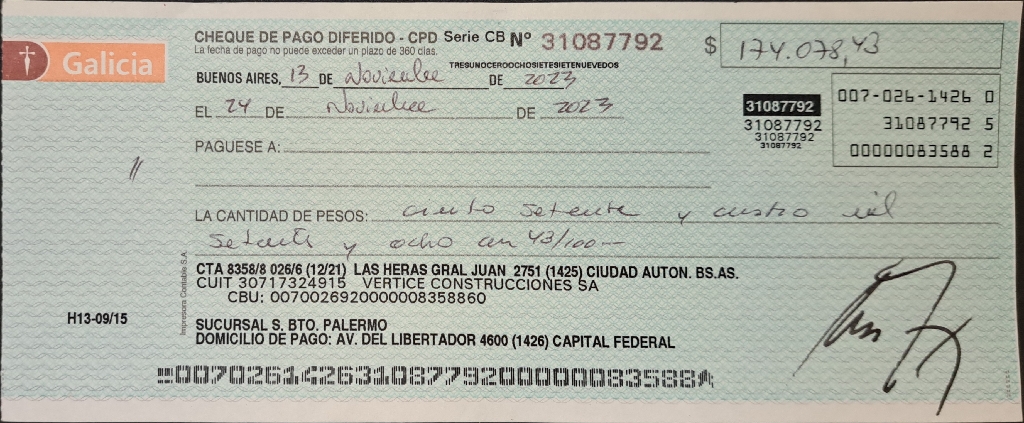 Galicia
CHEQUE DE PAGO DIFERIDO - CPD Serie CB Nº 31087792
La fecha de pago no puede exceder un plazo de 360 días.
TRESUNOCEROOCHOSIETESIETENUEVEDOS
$ 174.078,43
BUENOS AIRES, 13 DE Noviembre DE 2023
EL 24 DE Noviembre DE 2023
31087792
31087792
31087792
31087792
007-026-1426 0
31087792 5
00000083588 2
PAGUESE A:
LA CANTIDAD DE PESOS: ciento setenta y cuatro mil
setenta y ocho con 43/100—
CTA 8358/8 026/6 (12/21) LAS HERAS GRAL JUAN 2751 (1425) CIUDAD AUTON. BS.AS.
CUIT 30717324915 VERTICE CONSTRUCCIONES SA
CBU: 0070026920000008358860
Impresora Contable S.A.
H13-09/15
SUCURSAL S. BTO. PALERMO
DOMICILIO DE PAGO: AV. DEL LIBERTADOR 4600 (1426) CAPITAL FEDERAL
00702614263108779200000083588